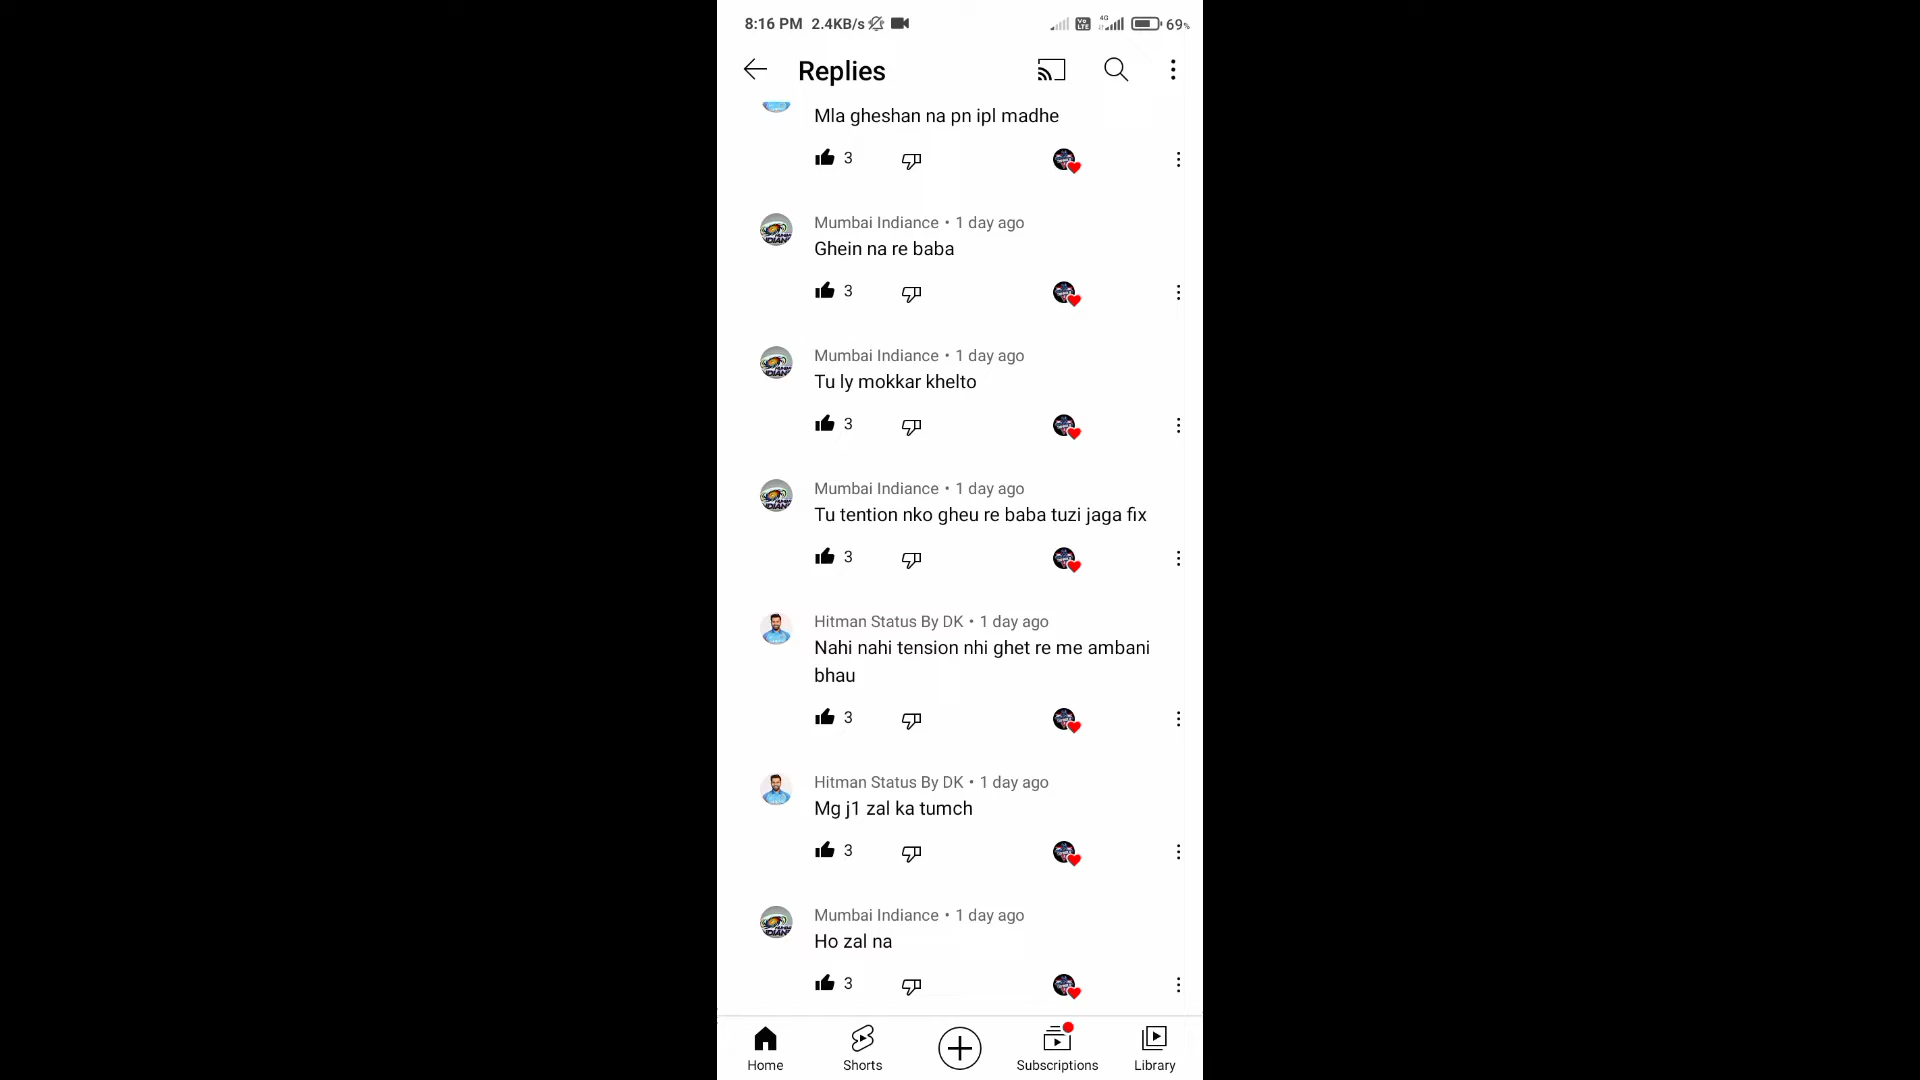 8:16 PM 2.4KB/s 4G 69%
Replies
Mla gheshan na pn ipl madhe
3
Mumbai Indiance • 1 day ago
Ghein na re baba
3
Mumbai Indiance • 1 day ago
Tu ly mokkar khelto
3
Mumbai Indiance • 1 day ago
Tu tention nko gheu re baba tuzi jaga fix
3
Hitman Status By DK • 1 day ago
Nahi nahi tension nhi ghet re me ambani
bhau
3
Hitman Status By DK • 1 day ago
Mg j1 zal ka tumch
3
Mumbai Indiance • 1 day ago
Ho zal na
3
Home Shorts Subscriptions Library